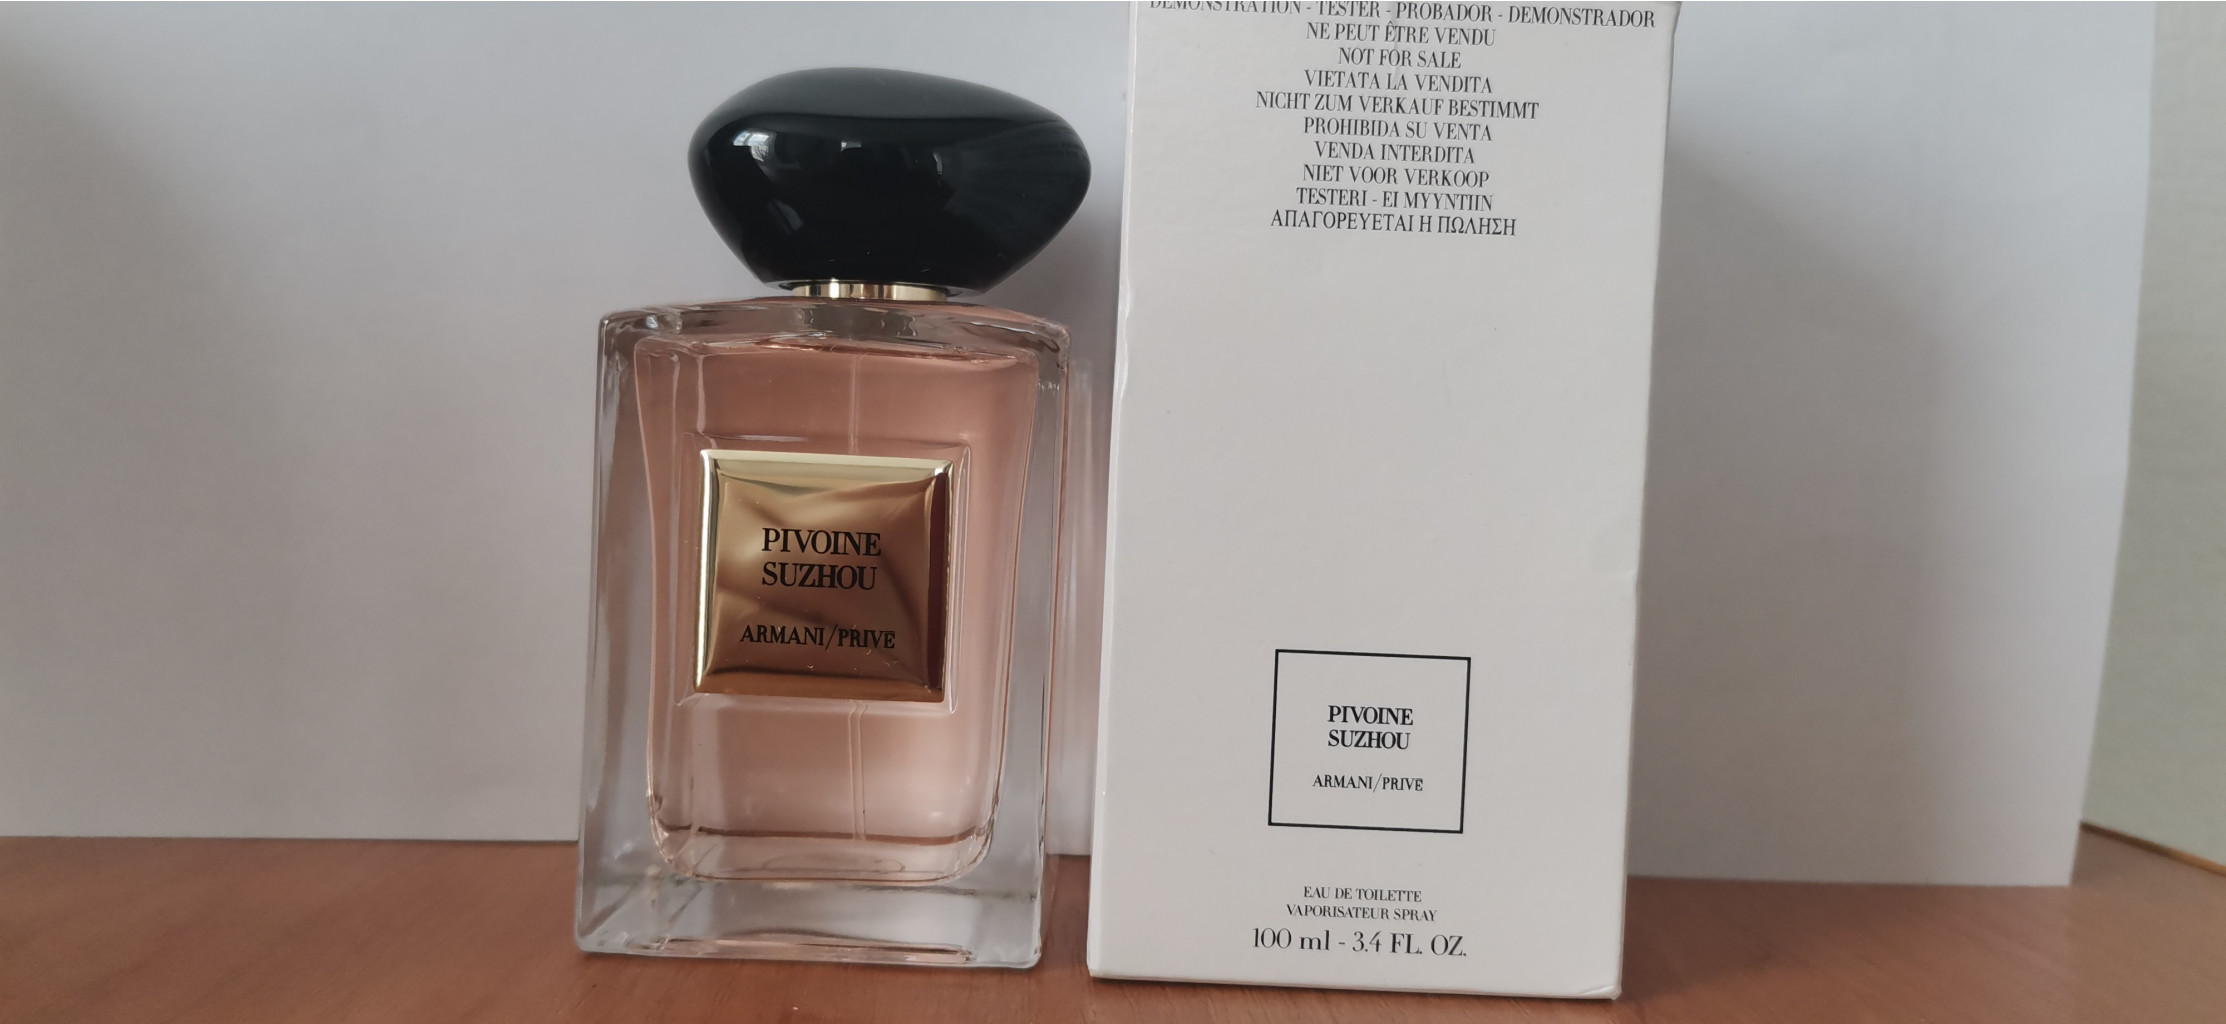 DEMONSTRATION - TESTER - PROBADOR - DEMONSTRADOR
NE PEUT ÊTRE VENDU
NOT FOR SALE
VIETATA LA VENDITA
NICHT ZUM VERKAUF BESTIMMT
PROHIBIDA SU VENTA
VENDA INTERDITA
NIET VOOR VERKOOP
TESTERI - EI MYYNTIIN
ΑΠΑΓΟΡΕΥΕΤΑΙ Η ΠΩΛΗΣΗ
PIVOINE
SUZHOU
ARMANI/PRIVĒ
PIVOINE
SUZHOU
ARMANI/PRIVĒ
EAU DE TOILETTE
VAPORISATEUR SPRAY
100 ml - 3.4 FL. OZ.